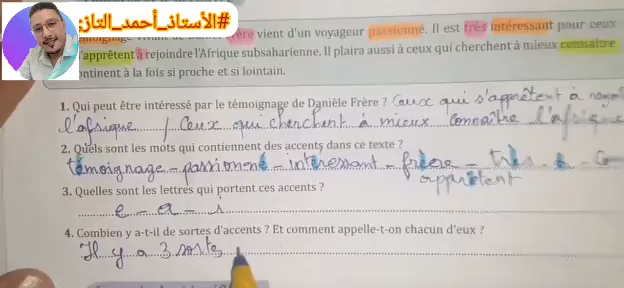 #الأستاذ_أحمد_التازي
Frère vient d'un voyageur passionné. Il est très intéressant pour ceux
s'apprêtent à rejoindre l'Afrique subsaharienne. Il plaira aussi à ceux qui cherchent à mieux connaître
continent à la fois si proche et si lointain.
1. Qui peut être intéressé par le témoignage de Danièle Frère ? Ceux qui s'apprêtent à
l'afrique / Ceux qui cherchent à mieux connaître l'afrique
2. Quels sont les mots qui contiennent des accents dans ce texte ?
témoignage - passionné - intéressant - frère - très - à - Co
apprêtent
3. Quelles sont les lettres qui portent ces accents ?
e - a - i
4. Combien y a-t-il de sortes d'accents ? Et comment appelle-t-on chacun d'eux ?
Il y a 3 sortes